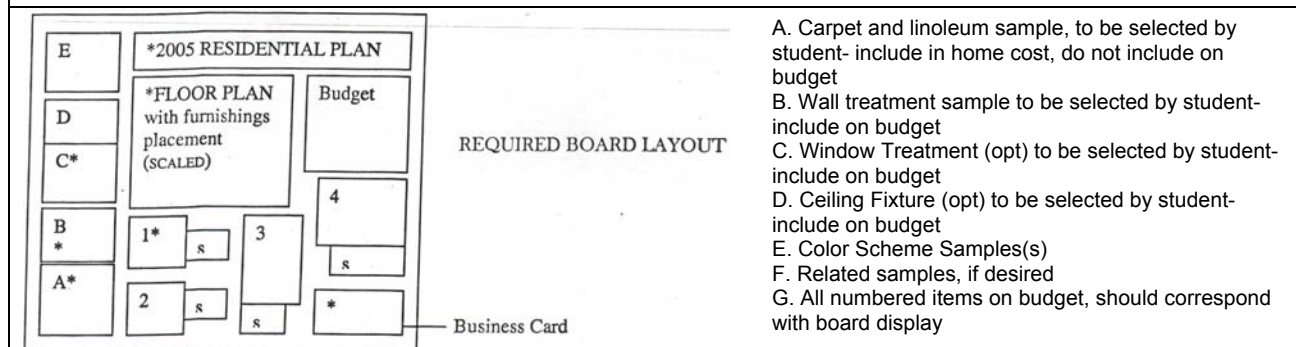 E
*2005 RESIDENTIAL PLAN
*FLOOR PLAN
with furnishings
placement
(SCALED)
Budget
D
C*
REQUIRED BOARD LAYOUT
4
B
*
1*
s
3
s
A*
2
s
s
*
Business Card
A. Carpet and linoleum sample, to be selected by
student- include in home cost, do not include on
budget
B. Wall treatment sample to be selected by student-
include on budget
C. Window Treatment (opt) to be selected by student-
include on budget
D. Ceiling Fixture (opt) to be selected by student-
include on budget
E. Color Scheme Samples(s)
F. Related samples, if desired
G. All numbered items on budget, should correspond
with board display